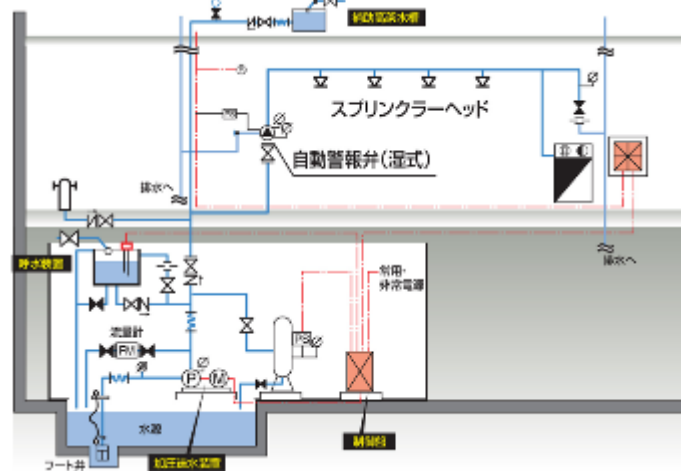 補助高架水槽
スプリンクラーヘッド
自動警報弁(湿式)
排水へ
排水へ
呼水装置
常用・
非常電源
流量計
FM
PS
P
M
水源
制御盤
フート弁
加圧送水装置